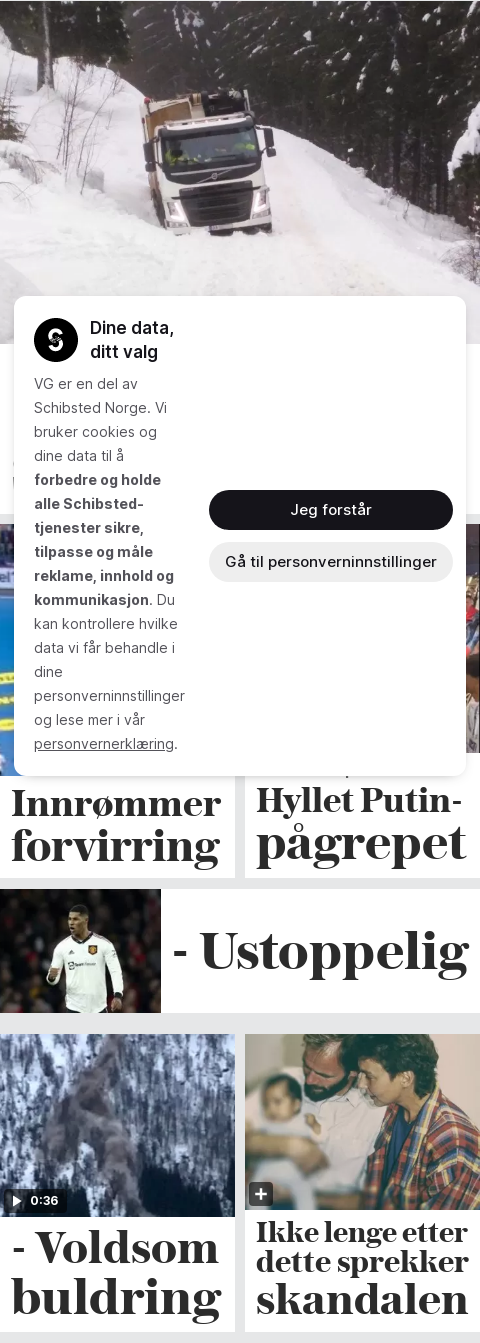 Dine data,
ditt valg
VG er en del av
Schibsted Norge. Vi
bruker cookies og
dine data til å
forbedre og holde
alle Schibsted-
tjenester sikre,
tilpasse og måle
reklame, innhold og
kommunikasjon. Du
kan kontrollere hvilke
data vi får behandle i
dine
personverninnstillinger
og lese mer i vår
personvernerklæring.
Jeg forstår
Gå til personverninnstillinger
Innrømmer
forvirring
Hyllet Putin-
pågrepet
- Ustoppelig
0:36
- Voldsom
buldring
Ikke lenge etter
dette sprekker
skandalen